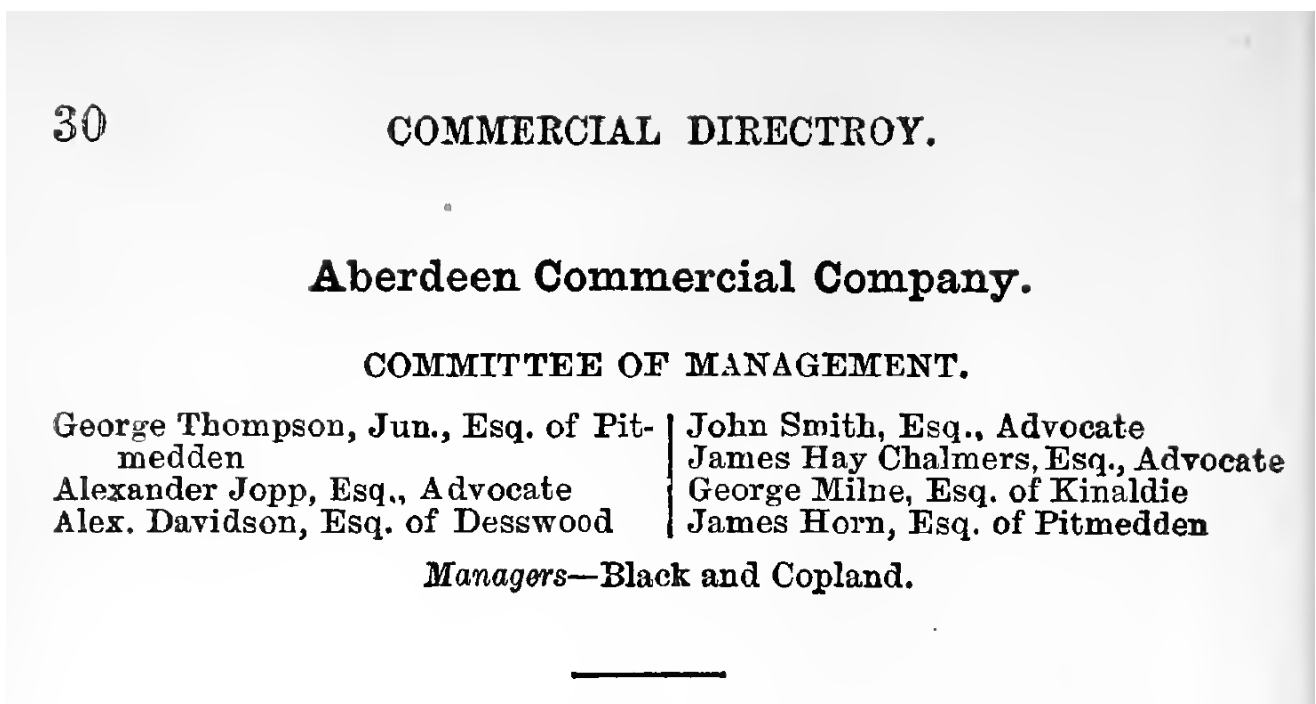 30
COMMERCIAL DIRECTROY.
Aberdeen Commercial Company.
COMMITTEE OF MANAGEMENT.
George Thompson, Jun., Esq. of Pit-
medden
Alexander Jopp, Esq., Advocate
Alex. Davidson, Esq. of Desswood
John Smith, Esq., Advocate
James Hay Chalmers, Esq., Advocate
George Milne, Esq. of Kinaldie
James Horn, Esq. of Pitmedden
Managers—Black and Copland.